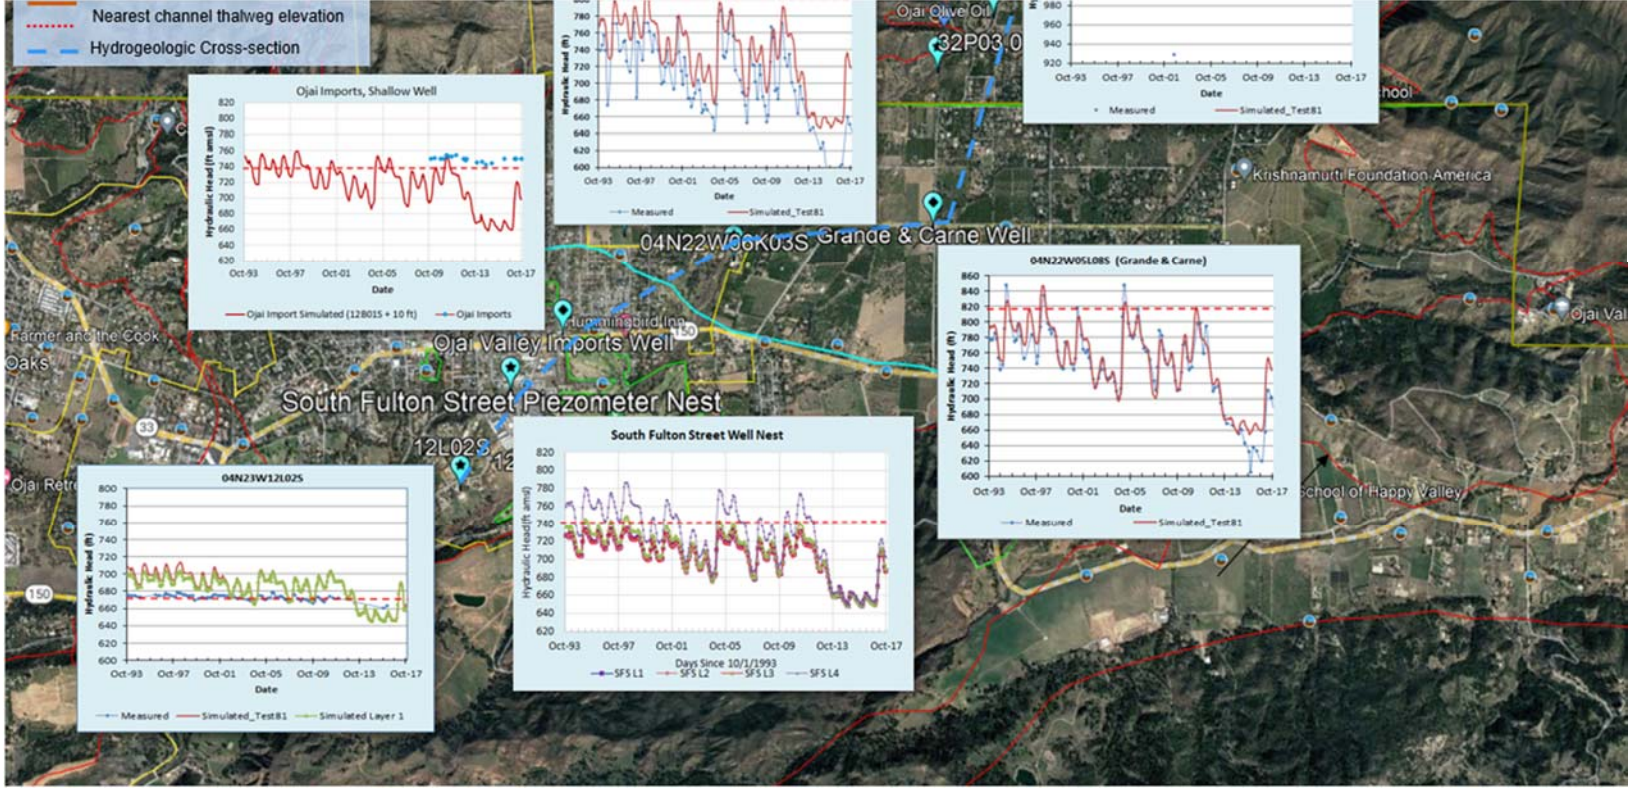 Nearest channel thalweg elevation
Hydrogeologic Cross-section
Ojai Imports, Shallow Well
Hydraulic Head (ft amsl)
820
800
780
760
740
720
700
680
660
640
620
Oct-93 Oct-97 Oct-01 Oct-05 Oct-09 Oct-13 Oct-17
Date
Ojai Import Simulated (12B01S + 10 ft) Ojai Imports
Hydraulic Head (ft)
800
780
760
740
720
700
680
660
640
620
600
Oct-93 Oct-97 Oct-01 Oct-05 Oct-09 Oct-13 Oct-17
Date
Measured Simulated_Test81
Ojai Olive Oil
32P03.0
980
960
940
920
Oct-93 Oct-97 Oct-01 Oct-05 Oct-09 Oct-13 Oct-17
Date
Measured Simulated_Test81
hool
Krishnamurti Foundation America
04N22W06K03S Grande & Carne Well
04N22W05L08S (Grande & Carne)
Hydraulic Head (ft)
860
840
820
800
780
760
740
720
700
680
660
640
620
600
Oct-93 Oct-97 Oct-01 Oct-05 Oct-09 Oct-13 Oct-17
Date
Measured Simulated_Test81
Ojai Val
Hummingbird Inn
150
Ojai Valley Imports Well
Farmer and the Cook
Oaks
South Fulton Street Piezometer Nest
33
12L02S
12
Ojai Retre
150
04N23W12L02S
Hydraulic Head (ft)
800
780
760
740
720
700
680
660
640
620
600
Oct-93 Oct-97 Oct-01 Oct-05 Oct-09 Oct-13 Oct-17
Date
Measured Simulated_Test81 Simulated Layer 1
South Fulton Street Well Nest
Hydraulic Head(ft amsl)
820
800
780
760
740
720
700
680
660
640
620
Oct-93 Oct-97 Oct-01 Oct-05 Oct-09 Oct-13 Oct-17
Days Since 10/1/1993
SFS L1 SFS L2 SFS L3 SFS L4
School of Happy Valley